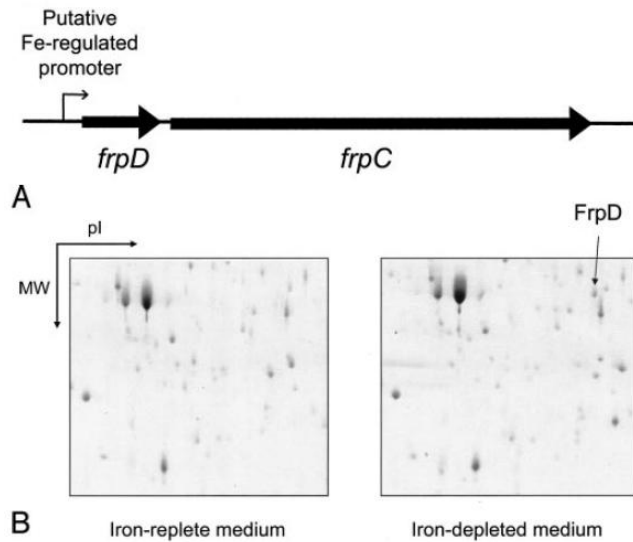 Putative
Fe-regulated
promoter
frpD
frpC
A
pI
MW
FrpD
B
Iron-replete medium
Iron-depleted medium